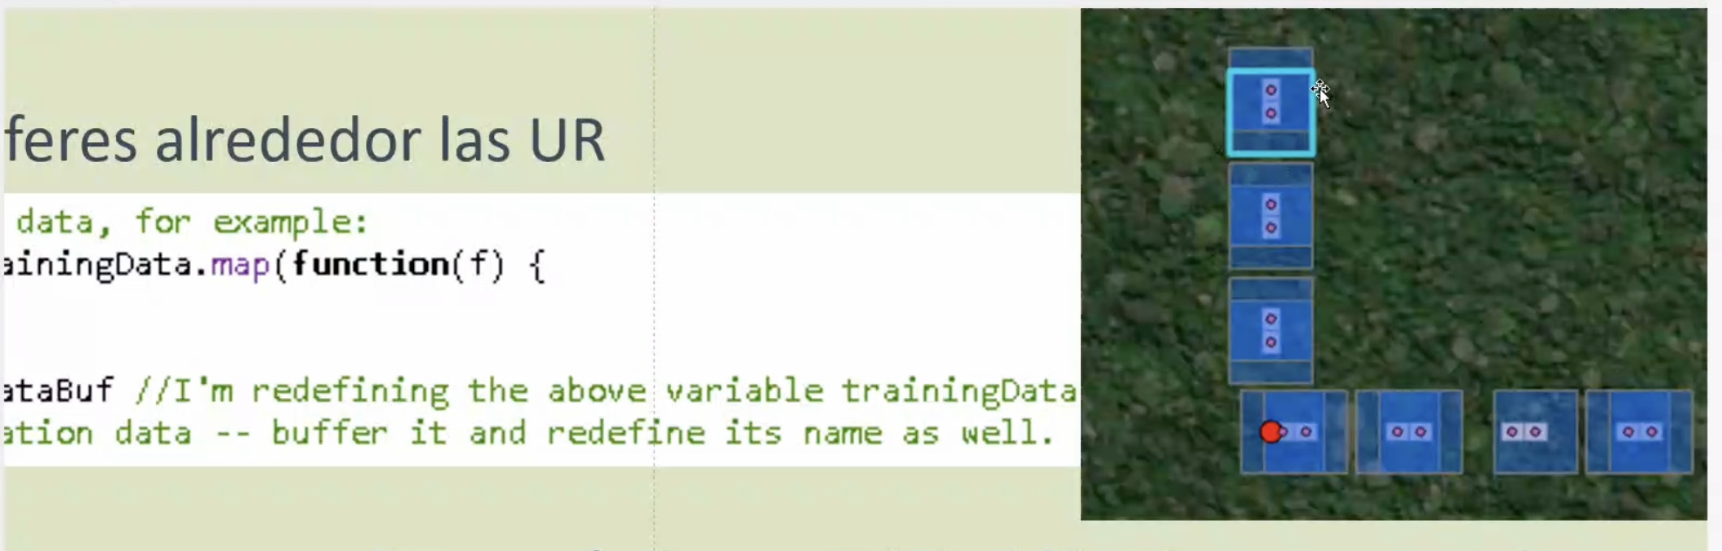 feres alrededor las UR
data, for example:
ainingData.map(function(f) {
ataBuf //I'm redefining the above variable trainingData
ation data -- buffer it and redefine its name as well.